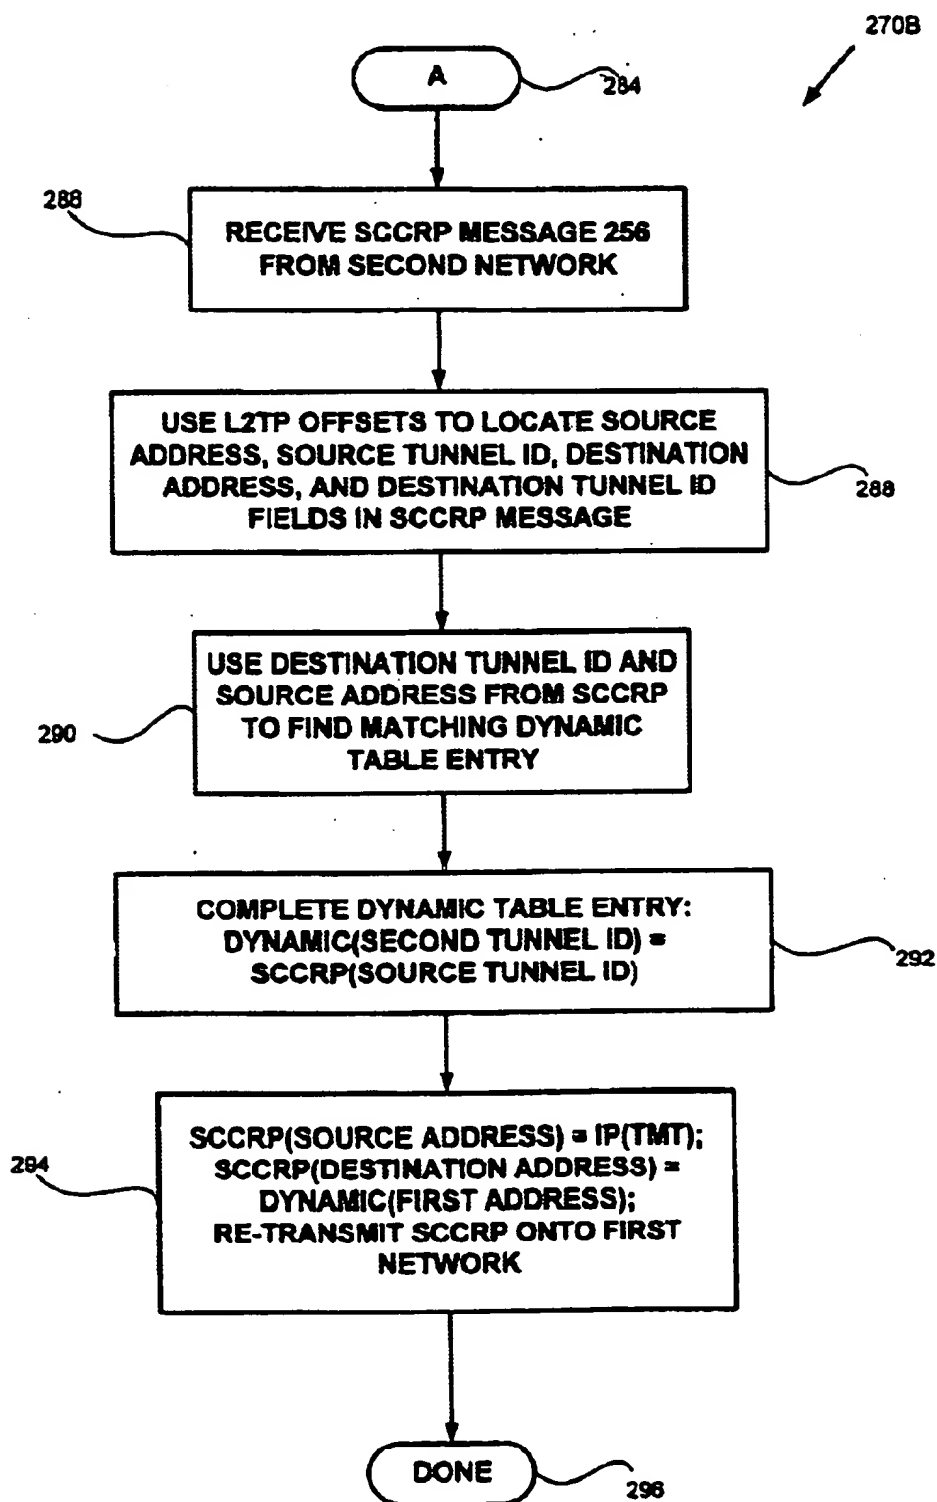 270B
A
284
286
RECEIVE SCCRP MESSAGE 256
FROM SECOND NETWORK
USE L2TP OFFSETS TO LOCATE SOURCE
ADDRESS, SOURCE TUNNEL ID, DESTINATION
ADDRESS, AND DESTINATION TUNNEL ID
FIELDS IN SCCRP MESSAGE
288
USE DESTINATION TUNNEL ID AND
SOURCE ADDRESS FROM SCCRP
TO FIND MATCHING DYNAMIC
TABLE ENTRY
290
COMPLETE DYNAMIC TABLE ENTRY:
DYNAMIC(SECOND TUNNEL ID) =
SCCRP(SOURCE TUNNEL ID)
292
294
SCCRP(SOURCE ADDRESS) = IP(TMT);
SCCRP(DESTINATION ADDRESS) =
DYNAMIC(FIRST ADDRESS);
RE-TRANSMIT SCCRP ONTO FIRST
NETWORK
DONE
296